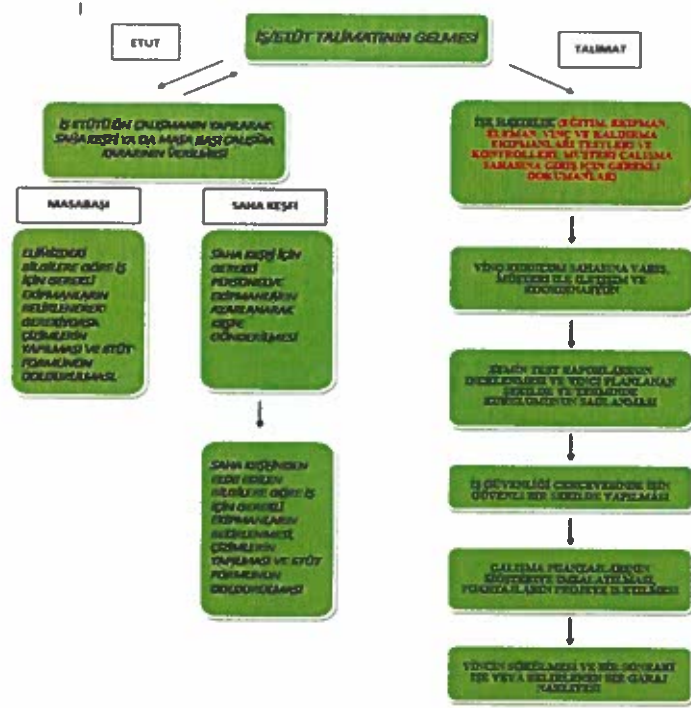 İŞ/ETÜT TALİMATININ GELMESİ
ETUT
TALİMAT
İŞ ETÜTÜ ÖN ÇALIŞMANIN YAPILARAK
SAHA KEŞFİ YA DA MASA BAŞI ÇALIŞMA
KARARININ VERİLMESİ
MASABAŞI
SAHA KEŞFİ
ELİMİZDEKİ
BİLGİLERE GÖRE İŞ
İÇİN GEREKLİ
EKİPMANLARIN
BELİRLENEREK
GEREKİYORSA
ÇİZİMLERİN
YAPILMASI VE ETÜT
FORMUNUN
DOLDURULMASI.
SAHA KEŞFİ İÇİN
GEREKLİ
PERSONEL VE
EKİPMANLARIN
AYARLANARAK
KEŞFE
GÖNDERİLMESİ
SAHA KEŞFİNDEN
ELDE EDİLEN
BİLGİLERE GÖRE İŞ
İÇİN GEREKLİ
EKİPMANLARIN
BELİRLENMESİ,
ÇİZİMLERİN
YAPILMASI VE ETÜT
FORMUNUN
DOLDURULMASI
İŞE HAZIRLIK (EĞİTİM, EKİPMAN,
ELEMAN, VİNÇ VE KALDIRMA
EKİPMANLARI TESTLERİ VE
KONTROLLERİ, MÜŞTERİ ÇALIŞMA
SAHASINA GİRİŞ İÇİN GEREKLİ
DOKÜMANLAR)
VİNÇ KURULUM SAHASINA VARIŞ,
MÜŞTERİ İLE İLETİŞİM VE
KOORDİNASYON
ZEMİN TEST RAPORLARININ
İNCELENMESİ VE VİNCİ PLANLANAN
ŞEKİLDE VE TERMİNDE
KURULUMUNUN SAĞLANMASI
İŞ GÜVENLİĞİ ÇERÇEVESİNDE İŞİN
GÜVENLİ BİR ŞEKİLDE YAPILMASI
ÇALIŞMA PUANTAJLARININ
MÜŞTERİYE İMZALATILMASI,
PUANTAJLARIN PROJEYE İLETİLMESİ
VİNCİN SÖKÜLMESİ VE BİR SONRAKİ
İŞE VEYA BELİRLENEN BİR GARAJ
NAKLİYESİ